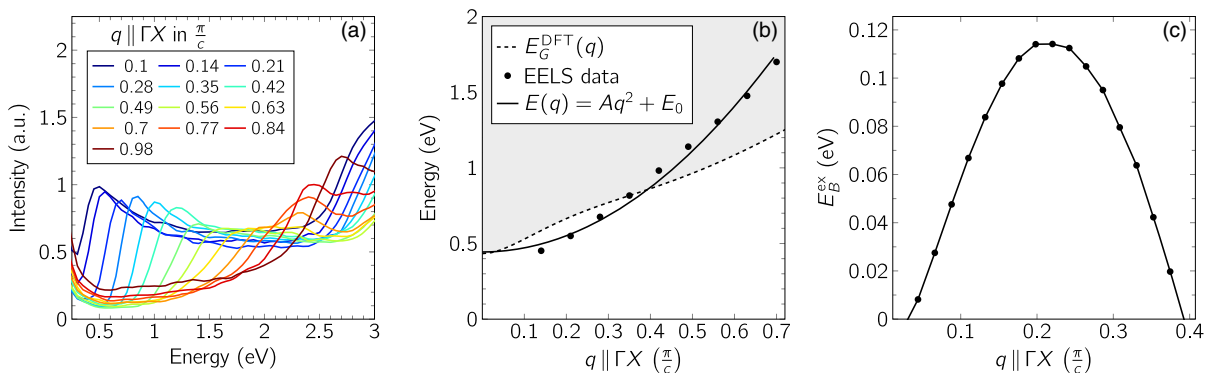 (a)
q ∥ ΓX in π/c
0.1 0.14 0.21
0.28 0.35 0.42
0.49 0.56 0.63
0.7 0.77 0.84
0.98
Intensity (a.u.)
2
1.5
1
0.5
0
0.5 1 1.5 2 2.5 3
Energy (eV)
(b)
E_G^DFT(q)
EELS data
E(q) = Aq² + E₀
Energy (eV)
2
1.5
1
0.5
0
0.1 0.2 0.3 0.4 0.5 0.6 0.7
q ∥ ΓX (π/c)
(c)
E_B^ex (eV)
0.12
0.1
0.08
0.06
0.04
0.02
0
0.1 0.2 0.3 0.4
q ∥ ΓX (π/c)